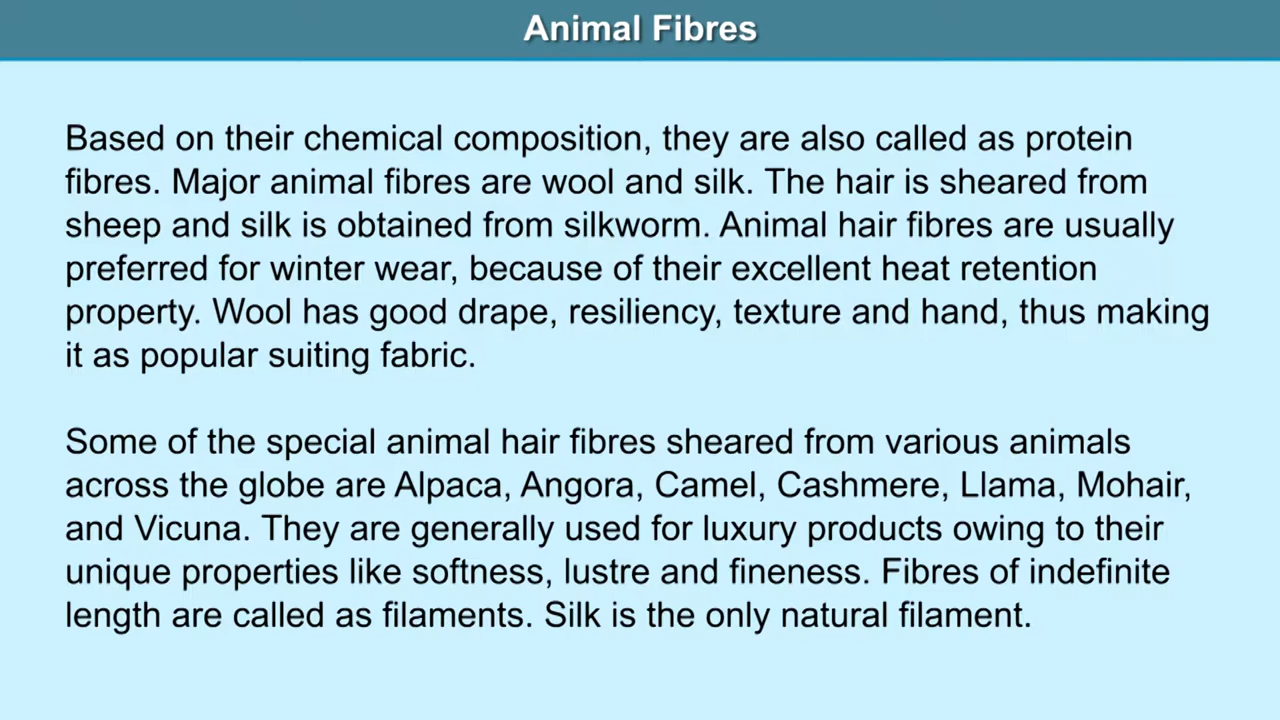 Animal Fibres
Based on their chemical composition, they are also called as protein
fibres. Major animal fibres are wool and silk. The hair is sheared from
sheep and silk is obtained from silkworm. Animal hair fibres are usually
preferred for winter wear, because of their excellent heat retention
property. Wool has good drape, resiliency, texture and hand, thus making
it as popular suiting fabric.
Some of the special animal hair fibres sheared from various animals
across the globe are Alpaca, Angora, Camel, Cashmere, Llama, Mohair,
and Vicuna. They are generally used for luxury products owing to their
unique properties like softness, lustre and fineness. Fibres of indefinite
length are called as filaments. Silk is the only natural filament.